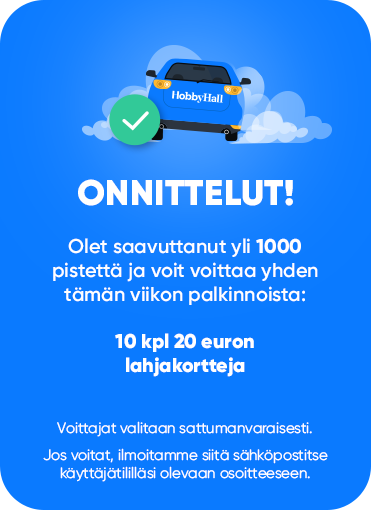 HobbyHall
ONNITTELUT!
Olet saavuttanut yli 1000
pistettä ja voit voittaa yhden
tämän viikon palkinnoista:
10 kpl 20 euron
lahjakortteja
Voittajat valitaan sattumanvaraisesti.
Jos voitat, ilmoitamme siitä sähköpostitse
käyttäjätililläsi olevaan osoitteeseen.